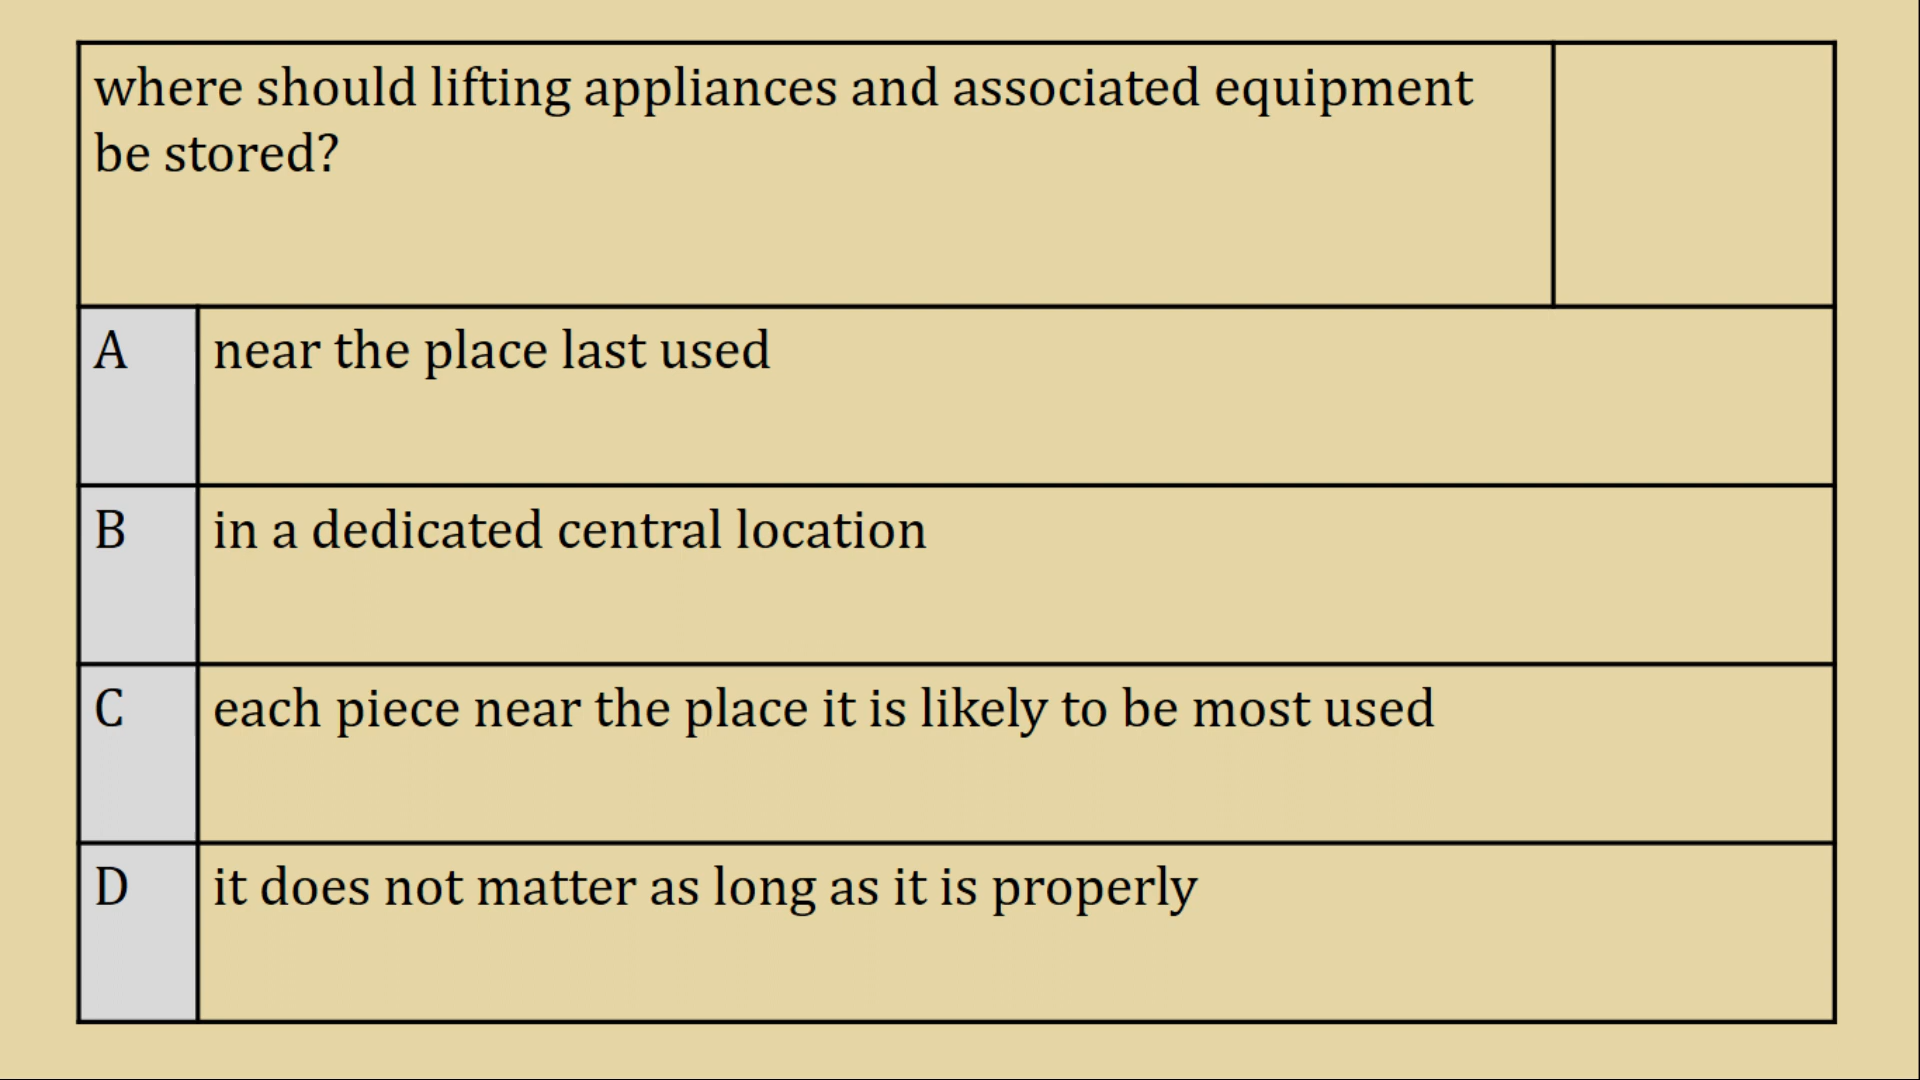 where should lifting appliances and associated equipment
be stored?
A near the place last used
B in a dedicated central location
C each piece near the place it is likely to be most used
D it does not matter as long as it is properly